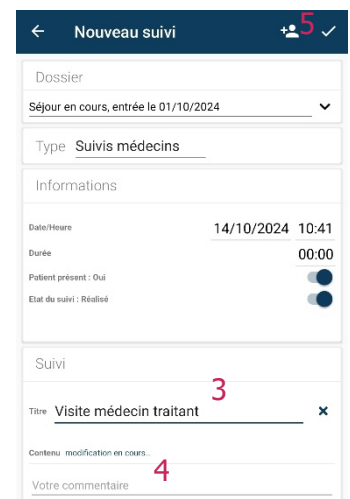 Nouveau suivi 5
Dossier
Séjour en cours, entrée le 01/10/2024
Type Suivis médecins
Informations
Date/Heure 14/10/2024 10:41
Durée 00:00
Patient présent : Oui
Etat du suivi : Réalisé
Suivi
3
Titre Visite médecin traitant
Contenu modification en cours..
4
Votre commentaire